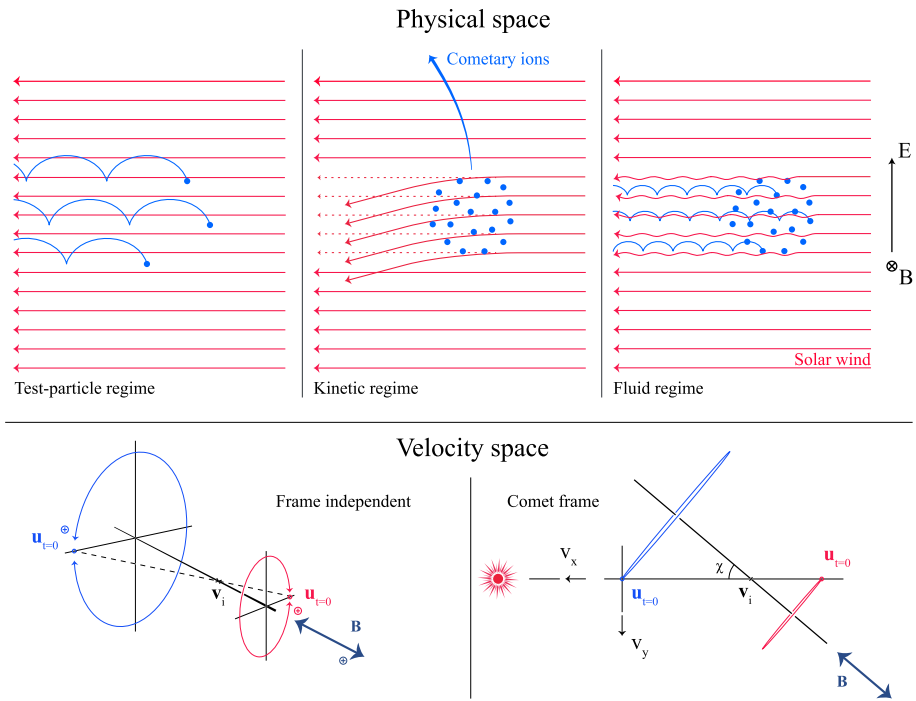 Physical space
Cometary ions
E
⊗B
Solar wind
Test-particle regime
Kinetic regime
Fluid regime
Velocity space
Frame independent
Comet frame
⊕
u t=0
v i
u t=0
⊕
B
⊕
v x
χ
u t=0
u t=0
v i
v y
B